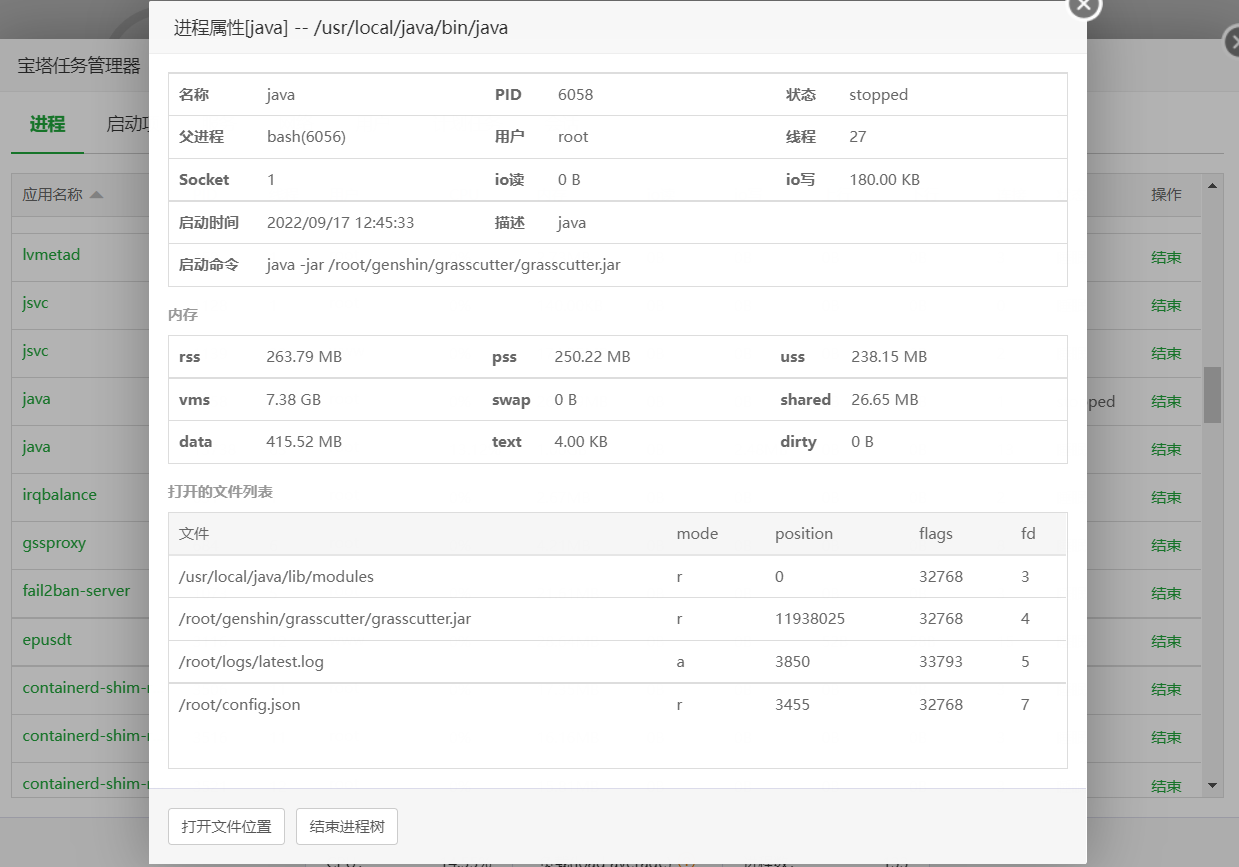 进程属性[java] -- /usr/local/java/bin/java
宝塔任务管理器
进程 启动
应用名称 操作
lvmetad 结束
jsvc 结束
jsvc 结束
java ped 结束
java 结束
irqbalance 结束
gssproxy 结束
fail2ban-server 结束
epusdt 结束
containerd-shim- 结束
containerd-shim- 结束
containerd-shim- 结束
名称 java PID 6058 状态 stopped
父进程 bash(6056) 用户 root 线程 27
Socket 1 io读 0 B io写 180.00 KB
启动时间 2022/09/17 12:45:33 描述 java
启动命令 java -jar /root/genshin/grasscutter/grasscutter.jar
内存
rss 263.79 MB pss 250.22 MB uss 238.15 MB
vms 7.38 GB swap 0 B shared 26.65 MB
data 415.52 MB text 4.00 KB dirty 0 B
打开的文件列表
文件 mode position flags fd
/usr/local/java/lib/modules r 0 32768 3
/root/genshin/grasscutter/grasscutter.jar r 11938025 32768 4
/root/logs/latest.log a 3850 33793 5
/root/config.json r 3455 32768 7
打开文件位置 结束进程树